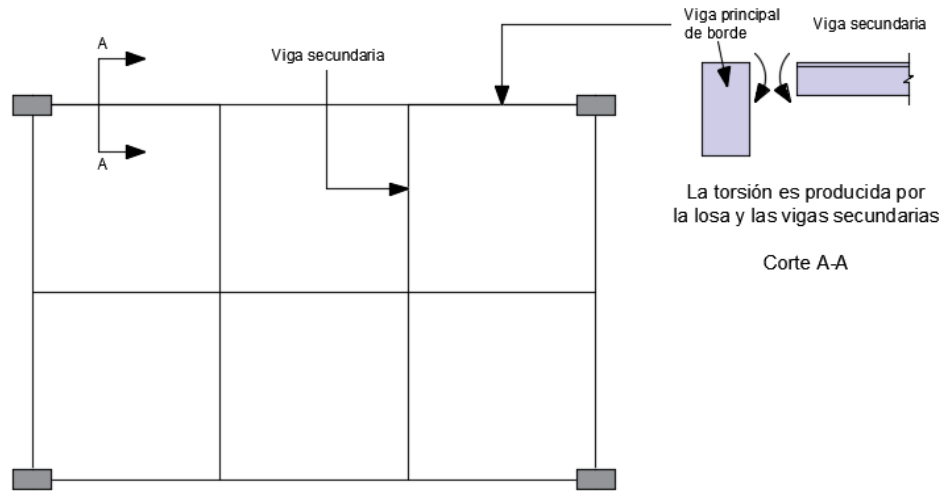 A
A
Viga secundaria
Viga principal
de borde
Viga secundaria
La torsión es producida por
la losa y las vigas secundarias
Corte A-A